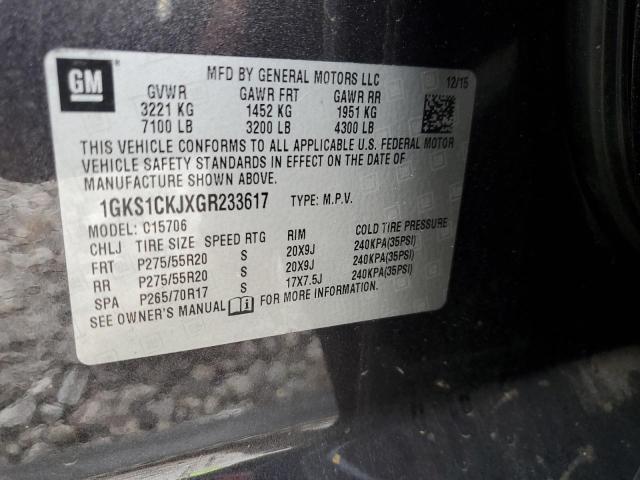 GM
MFD BY GENERAL MOTORS LLC
12/15
GVWR GAWR FRT GAWR RR
3221 KG 1452 KG 1951 KG
7100 LB 3200 LB 4300 LB
THIS VEHICLE CONFORMS TO ALL APPLICABLE U.S. FEDERAL MOTOR
VEHICLE SAFETY STANDARDS IN EFFECT ON THE DATE OF
MANUFACTURE SHOWN ABOVE.
1GKS1CKJXGR233617 TYPE: M.P.V.
MODEL: C15706
CHLJ TIRE SIZE SPEED RTG RIM COLD TIRE PRESSURE
FRT P275/55R20 S 20X9J 240KPA(35PSI)
RR P275/55R20 S 20X9J 240KPA(35PSI)
SPA P265/70R17 S 17X7.5J 240KPA(35PSI)
SEE OWNER'S MANUAL